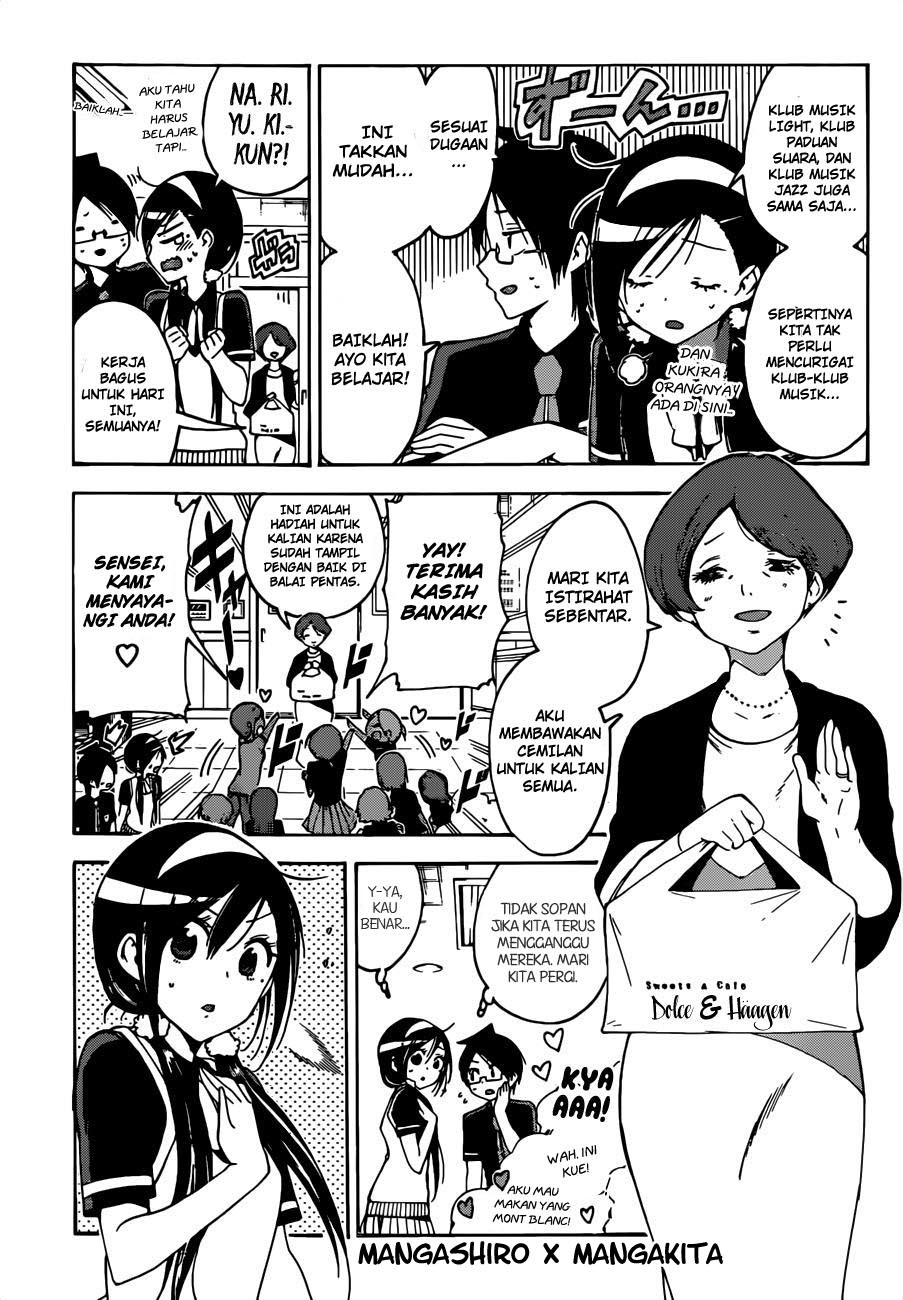 KLUB MUSIK
LIGHT, KLUB
PADUAN
SUARA, DAN
KLUB MUSIK
JAZZ JUGA
SAMA SAJA...
SEPERTINYA
KITA TAK
PERLU
MENCURIGAI
KLUB-KLUB
MUSIK...
ずーん...
DAN
KUKIRA
ORANGNYA
ADA DI SINI..
SESUAI
DUGAAN
...
INI
TAKKAN
MUDAH...
BAIKLAH!
AYO KITA
BELAJAR!
NA. RI.
YU. KI.-
KUN?!
AKU TAHU
KITA
HARUS
BELAJAR
TAPI..
BAIKLAH..
KERJA
BAGUS
UNTUK HARI
INI,
SEMUANYA!
MARI KITA
ISTIRAHAT
SEBENTAR.
AKU
MEMBAWAKAN
CEMILAN
UNTUK KALIAN
SEMUA.
YAY!
TERIMA
KASIH
BANYAK!
INI ADALAH
HADIAH UNTUK
KALIAN KARENA
SUDAH TAMPIL
DENGAN BAIK DI
BALAI PENTAS.
SENSEI,
KAMI
MENYAYA-
NGI ANDA!
♡
Sweets & Cafe
Dolce & Häagen
TIDAK SOPAN
JIKA KITA TERUS
MENGGANGGU
MEREKA. MARI
KITA PERGI.
Y-YA,
KAU
BENAR...
KYA
AAA!
WAH. INI
KUE!
AKU MAU
MAKAN YANG
MONT BLANC!
MANGASHIRO X MANGAKITA